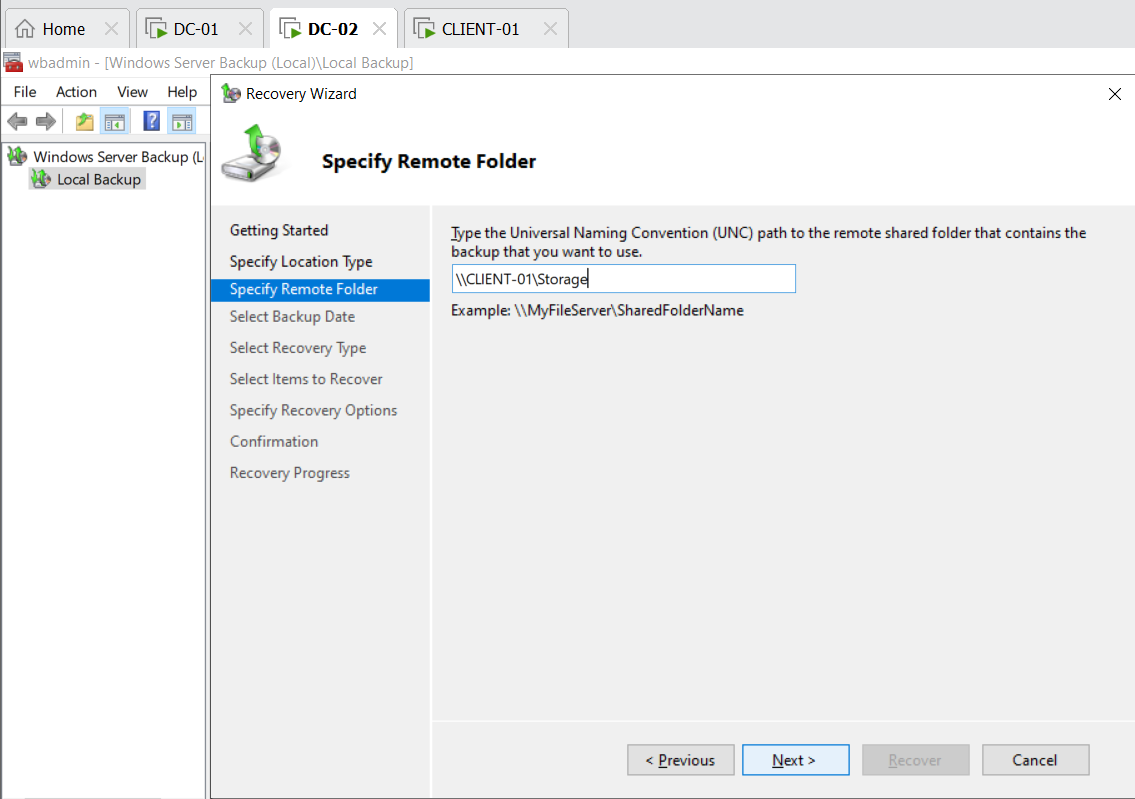 Home
DC-01
DC-02
CLIENT-01
wbadmin - [Windows Server Backup (Local)\Local Backup]
File Action View Help
Recovery Wizard
Windows Server Backup (L
Local Backup
Specify Remote Folder
Getting Started
Specify Location Type
Specify Remote Folder
Select Backup Date
Select Recovery Type
Select Items to Recover
Specify Recovery Options
Confirmation
Recovery Progress
Type the Universal Naming Convention (UNC) path to the remote shared folder that contains the
backup that you want to use.
\\CLIENT-01\Storage
Example: \\MyFileServer\SharedFolderName
< Previous
Next >
Recover
Cancel